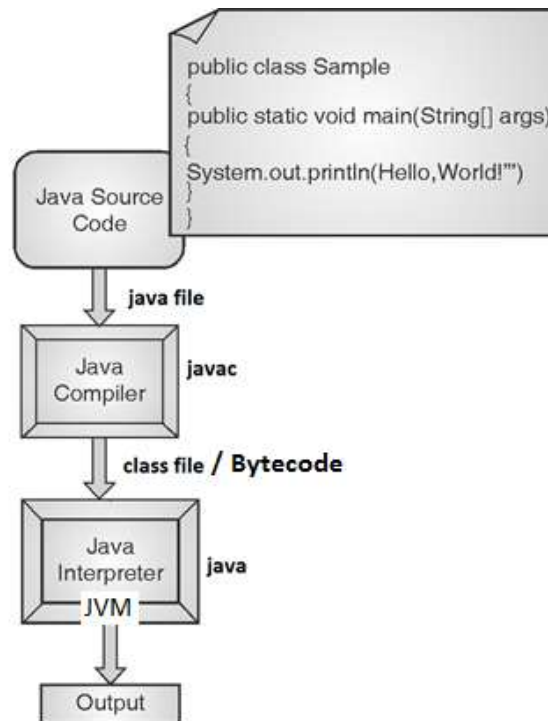 public class Sample
{
public static void main(String[] args)
{
System.out.println(Hello,World!"")
}
}
Java Source
Code
java file
Java
Compiler
javac
class file / Bytecode
Java
Interpreter
JVM
java
Output